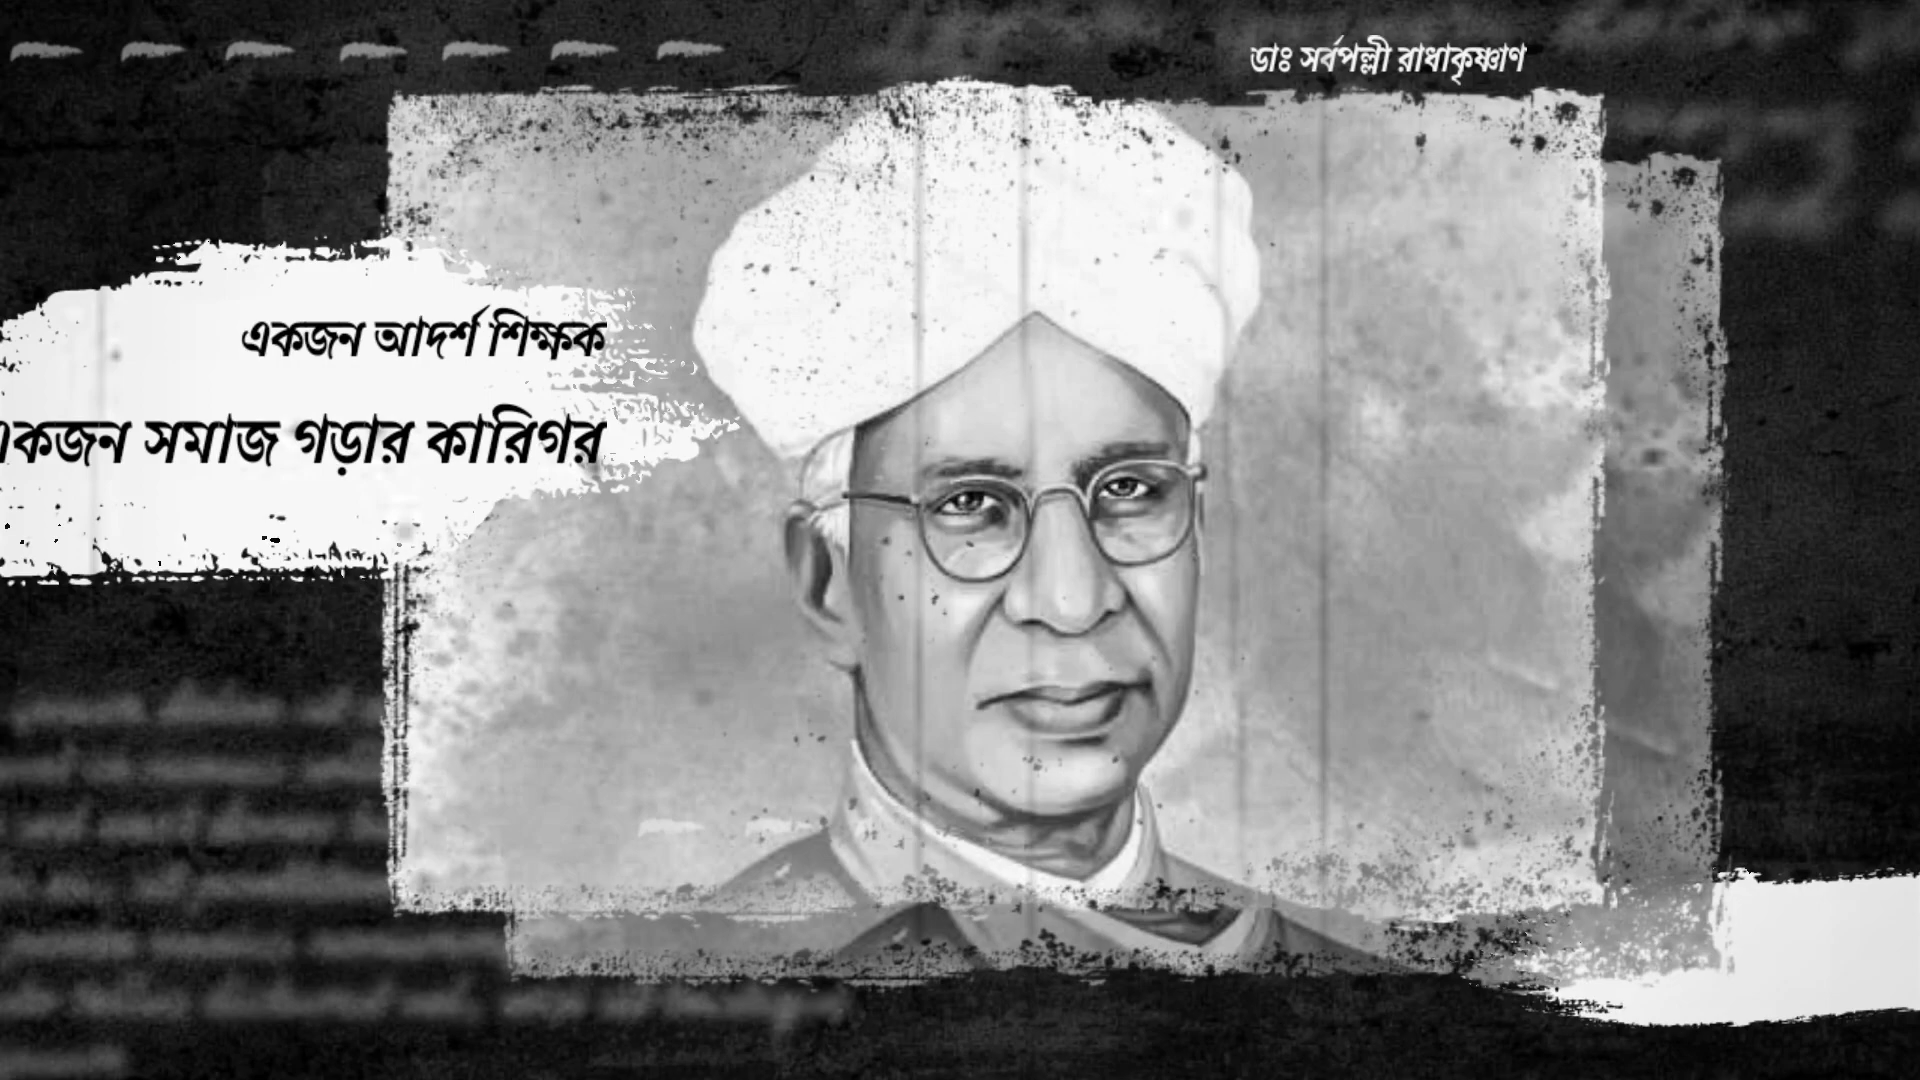 ডাঃ সর্বপল্লী রাধাকৃষ্ণাণ
একজন আদর্শ শিক্ষক
একজন সমাজ গড়ার কারিগর